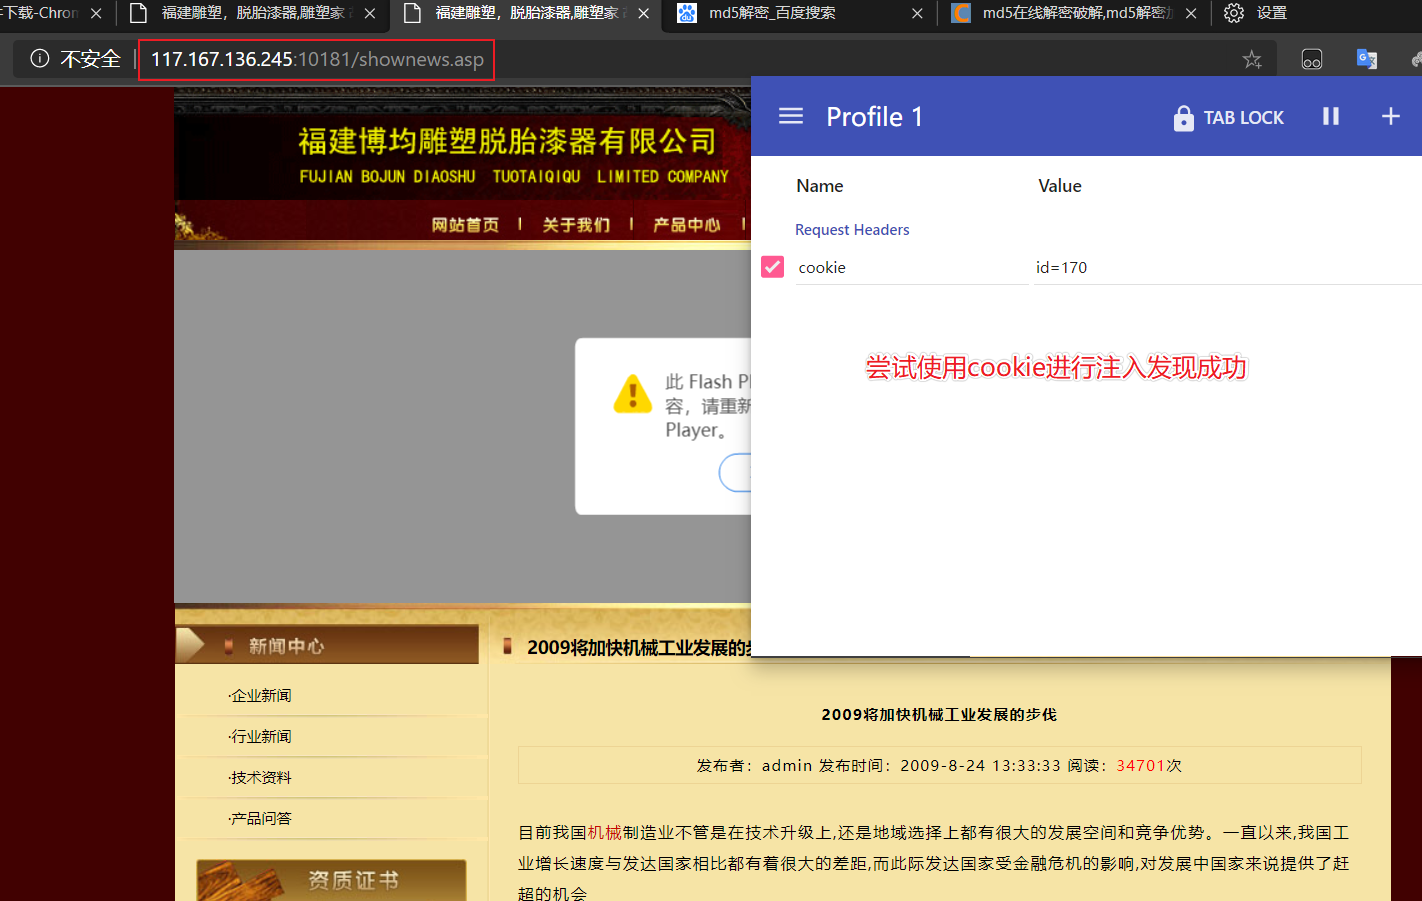 下载-Chrom
福建雕塑，脱胎漆器,雕塑家
福建雕塑，脱胎漆器,雕塑家
md5解密_百度搜索
md5在线解密破解,md5解密加
设置
不安全
117.167.136.245:10181/shownews.asp
福建博均雕塑脱胎漆器有限公司
FUJIAN BOJUN DIAOSHU TUOTAIQIQU LIMITED COMPANY
网站首页 | 关于我们 | 产品中心 |
Profile 1
TAB LOCK
Name Value
Request Headers
cookie id=170
尝试使用cookie进行注入发现成功
此 Flash Pl
容，请重新
Player。
新闻中心
·企业新闻
·行业新闻
·技术资料
·产品问答
资质证书
2009将加快机械工业发展的步
2009将加快机械工业发展的步伐
发布者：admin 发布时间：2009-8-24 13:33:33 阅读：34701次
目前我国机械制造业不管是在技术升级上,还是地域选择上都有很大的发展空间和竞争优势。一直以来,我国工
业增长速度与发达国家相比都有着很大的差距,而此际发达国家受金融危机的影响,对发展中国家来说提供了赶
超的机会